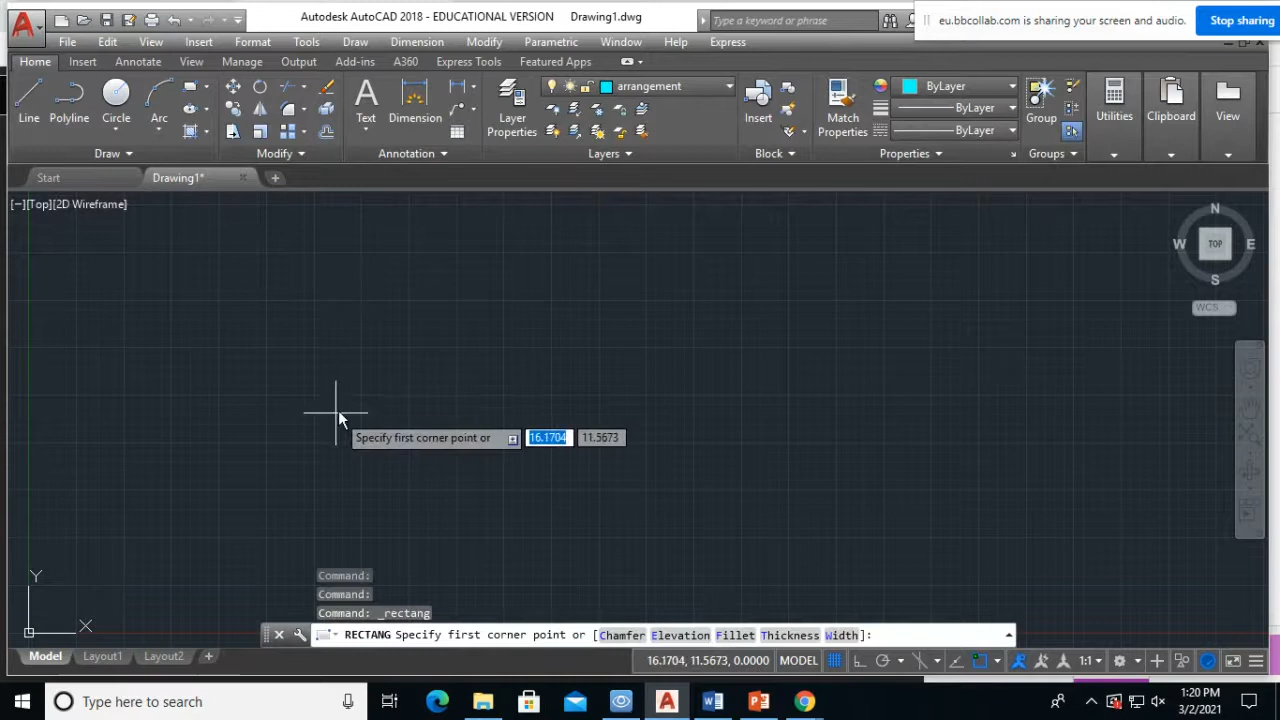 Autodesk AutoCAD 2018 - EDUCATIONAL VERSION Drawing1.dwg
Type a keyword or phrase
eu.bbcollab.com is sharing your screen and audio. Stop sharing
File Edit View Insert Format Tools Draw Dimension Modify Parametric Window Help Express
Home Insert Annotate View Manage Output Add-ins A360 Express Tools Featured Apps
arrangement ByLayer
ByLayer
ByLayer
Line Polyline Circle Arc Text Dimension Layer Properties Insert Match Properties Group Utilities Clipboard View
Draw Modify Annotation Layers Block Properties Groups
Start Drawing1* +
[−][Top][2D Wireframe]
N
W TOP E
S
WCS
Specify first corner point or 16.1704 11.5673
Y
X
Command:
Command:
Command: _rectang
RECTANG Specify first corner point or [Chamfer Elevation Fillet Thickness Width]:
Model Layout1 Layout2 + 16.1704, 11.5673, 0.0000 MODEL 1:1
Type here to search
1:20 PM
3/2/2021